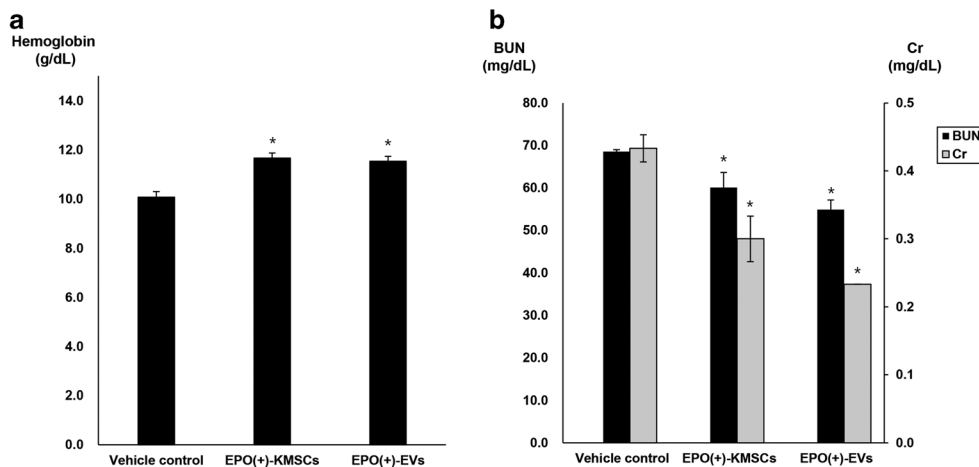 a
Hemoglobin
(g/dL)
14.0
12.0
10.0
8.0
6.0
4.0
2.0
0.0
*
*
Vehicle control
EPO(+)-KMSCs
EPO(+)-EVs
b
BUN
(mg/dL)
Cr
(mg/dL)
80.0
70.0
60.0
50.0
40.0
30.0
20.0
10.0
0.0
0.5
0.4
0.3
0.2
0.1
0.0
*
*
*
*
BUN
Cr
Vehicle control
EPO(+)-KMSCs
EPO(+)-EVs